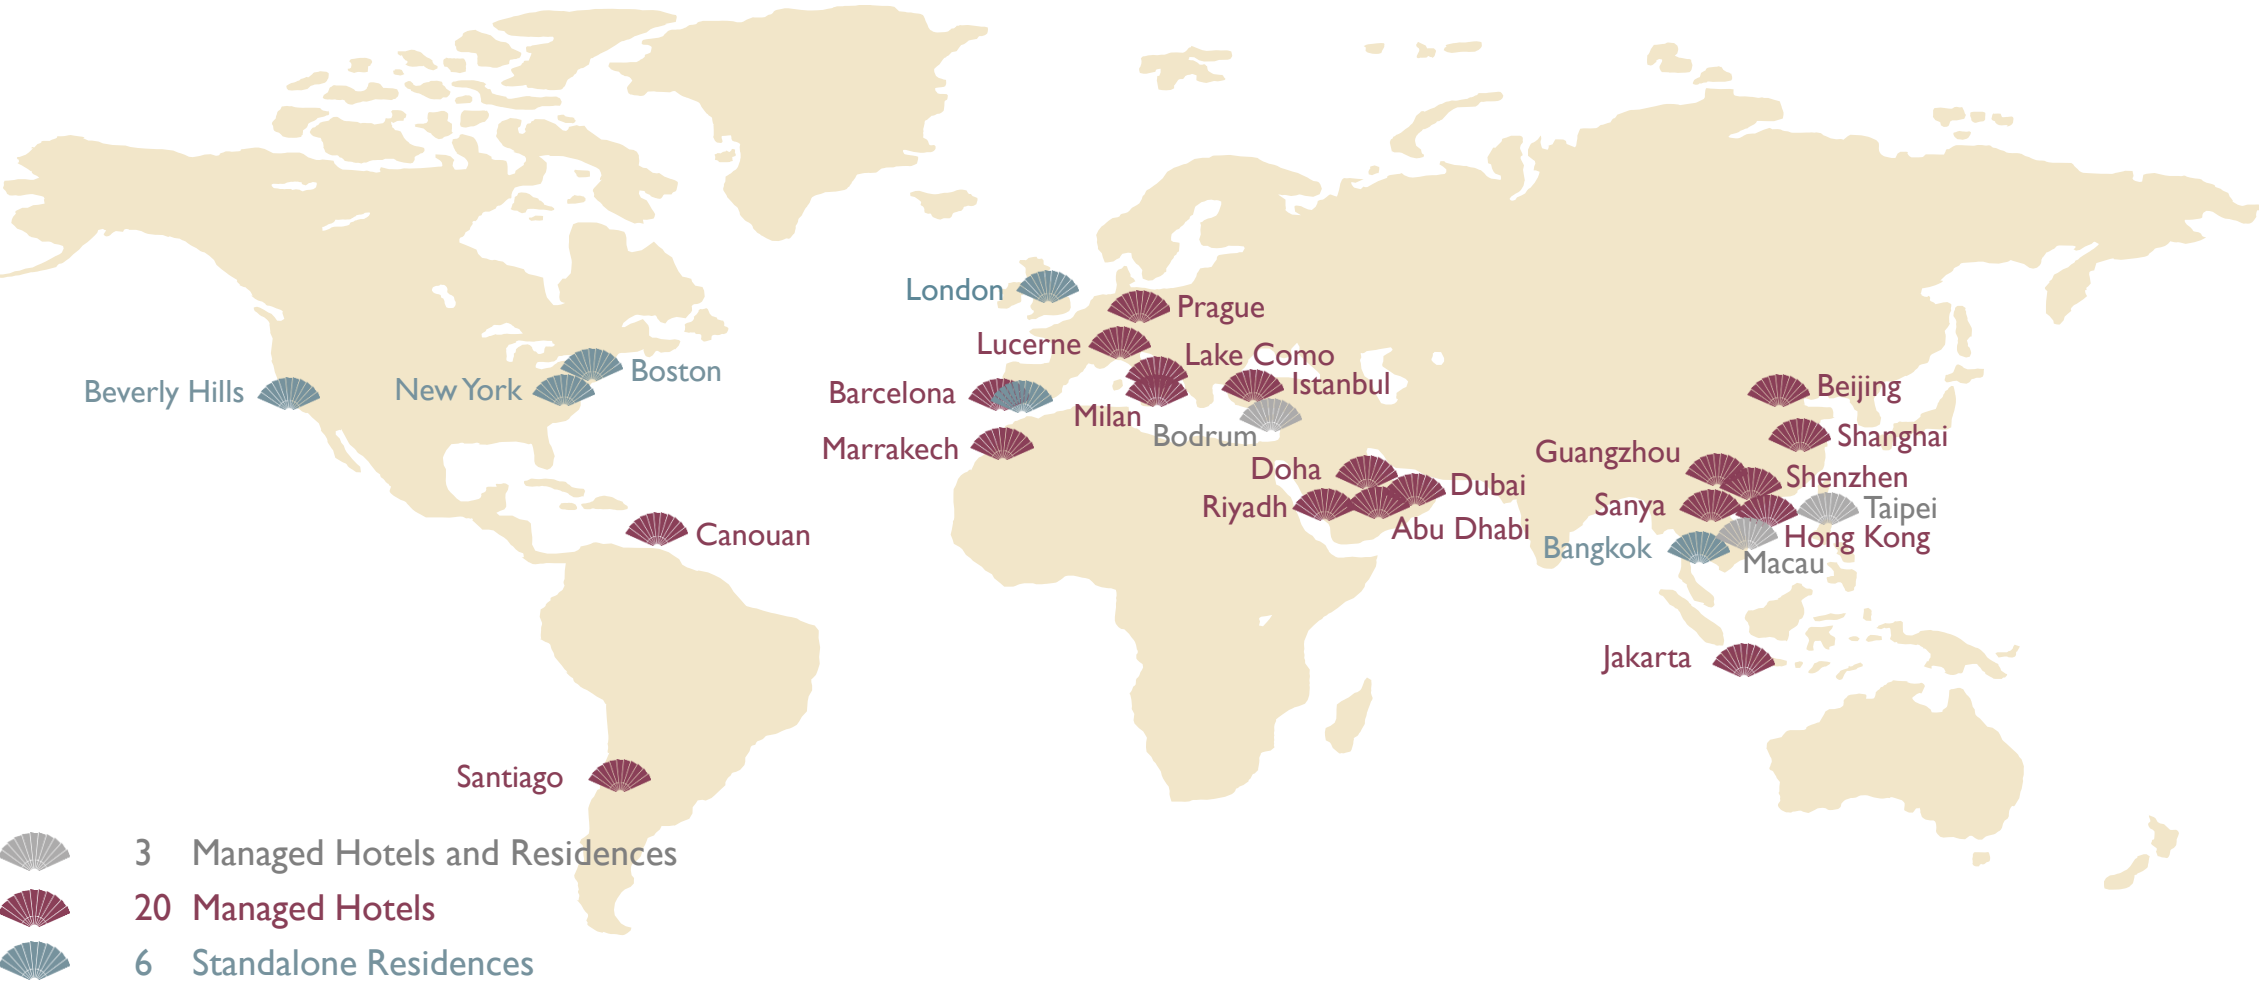 London
Prague
Lucerne
Lake Como
Boston
Beverly Hills
New York
Barcelona
Istanbul
Beijing
Milan
Bodrum
Shanghai
Marrakech
Guangzhou
Doha
Shenzhen
Dubai
Riyadh
Sanya
Taipei
Canouan
Abu Dhabi
Hong Kong
Bangkok
Macau
Jakarta
Santiago
3 Managed Hotels and Residences
20 Managed Hotels
6 Standalone Residences